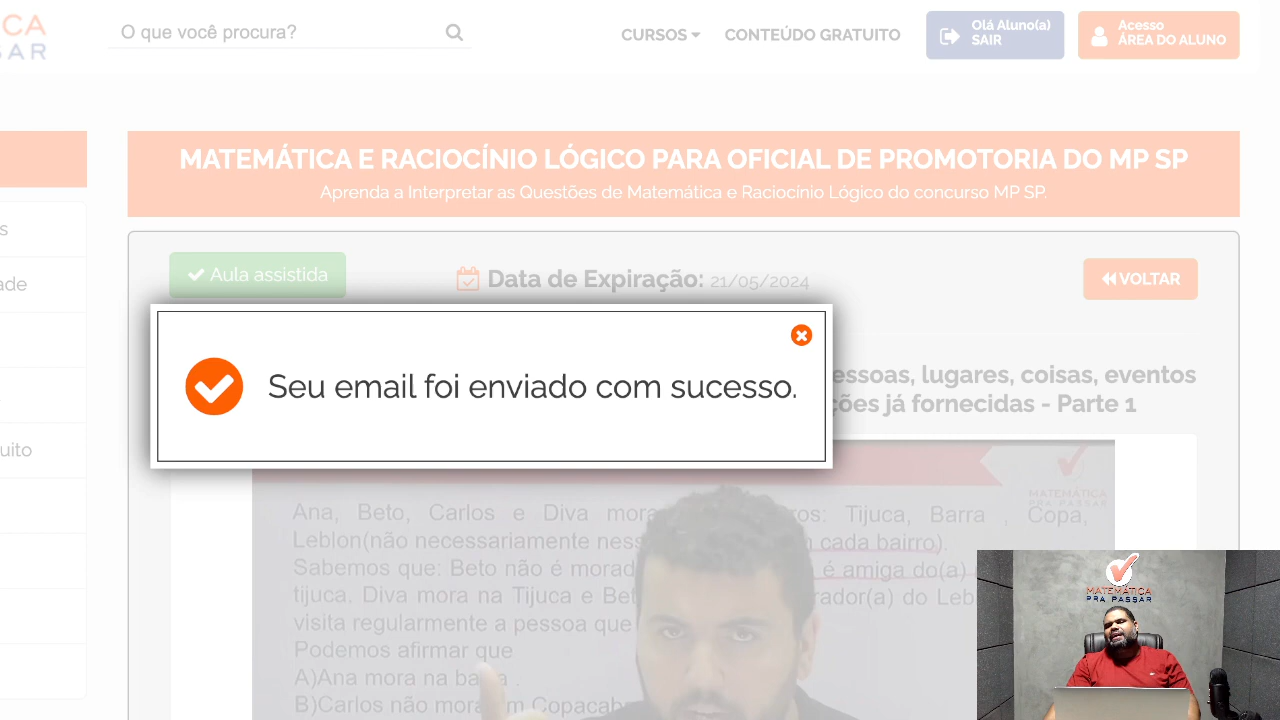 CA
SSAR
O que você procura?
CURSOS
CONTEÚDO GRATUITO
Olá Aluno(a)
SAIR
Acesso
ÁREA DO ALUNO
MATEMÁTICA E RACIOCÍNIO LÓGICO PARA OFICIAL DE PROMOTORIA DO MP SP
Aprenda a Interpretar as Questões de Matemática e Raciocínio Lógico do concurso MP SP.
s
ade
uito
Aula assistida
Data de Expiração: 21/05/2024
VOLTAR
Seu email foi enviado com sucesso.
essoas, lugares, coisas, eventos
ções já fornecidas - Parte 1
MATEMÁTICA
PRA PASSAR
Ana, Beto, Carlos e Diva mora ros: Tijuca, Barra , Copa,
Leblon(não necessariamente ness cada bairro).
Sabemos que: Beto não é morad é amiga do(a)
tijuca, Diva mora na Tijuca e Bet rador(a) do Leb
visita regularmente a pessoa que
Podemos afirmar que
A)Ana mora na barra .
B)Carlos não mora m Copacab
MATEMÁTICA
PRA PASSAR